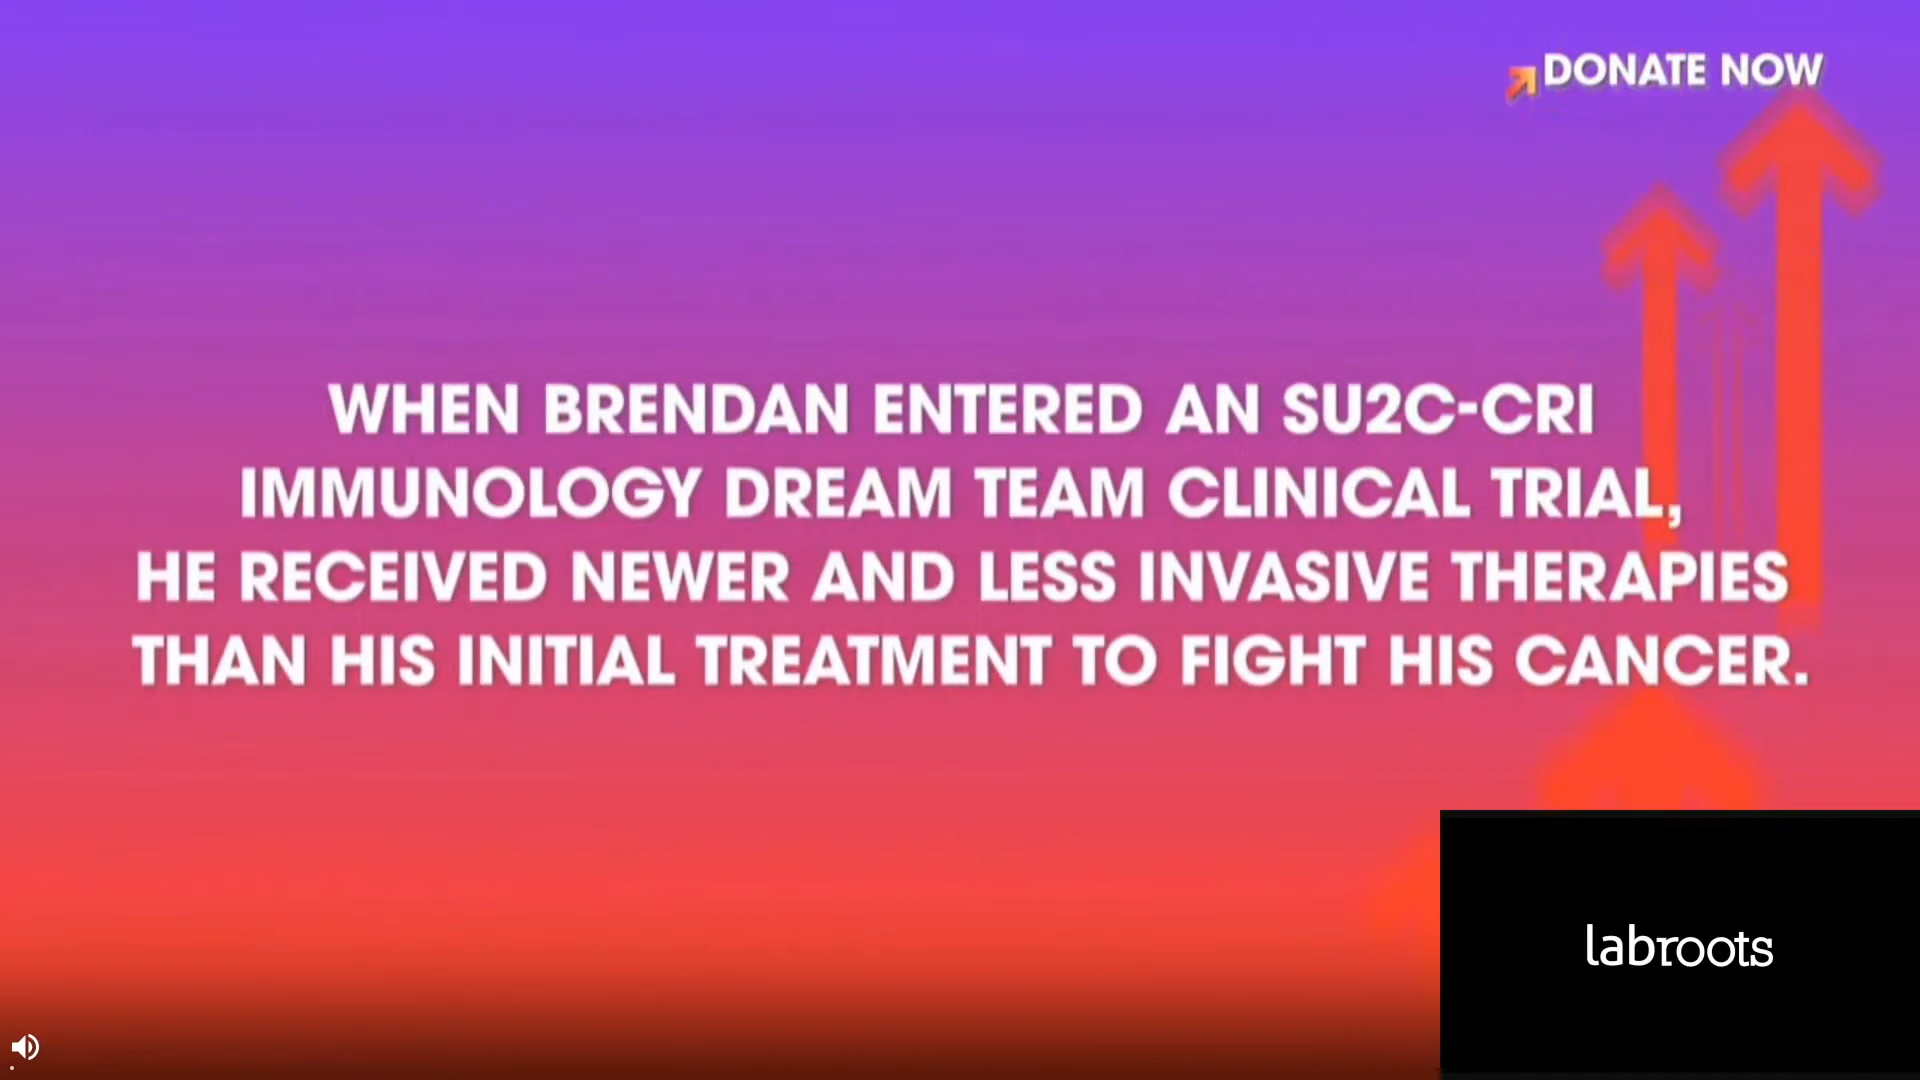 DONATE NOW
WHEN BRENDAN ENTERED AN SU2C-CRI
IMMUNOLOGY DREAM TEAM CLINICAL TRIAL,
HE RECEIVED NEWER AND LESS INVASIVE THERAPIES
THAN HIS INITIAL TREATMENT TO FIGHT HIS CANCER.
labroots